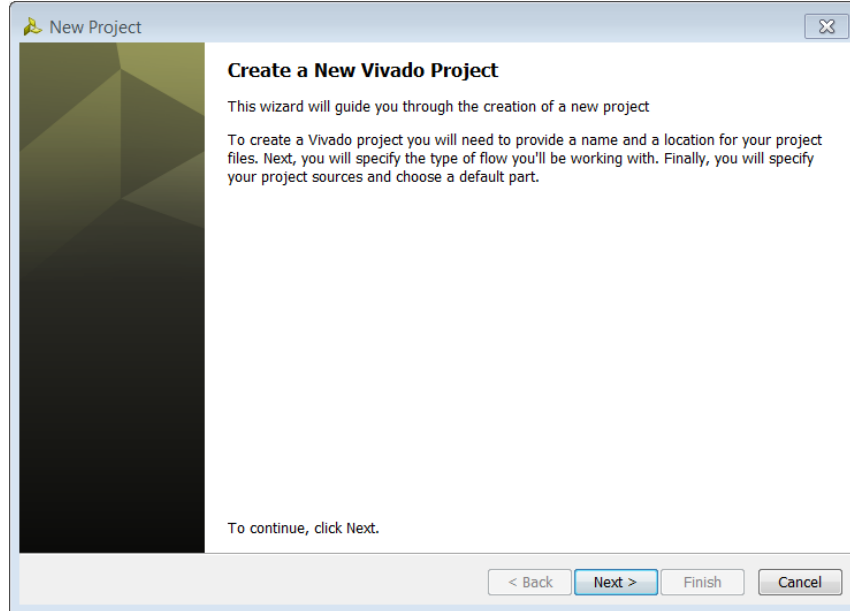 New Project
Create a New Vivado Project
This wizard will guide you through the creation of a new project
To create a Vivado project you will need to provide a name and a location for your project
files. Next, you will specify the type of flow you'll be working with. Finally, you will specify
your project sources and choose a default part.
To continue, click Next.
< Back Next > Finish Cancel